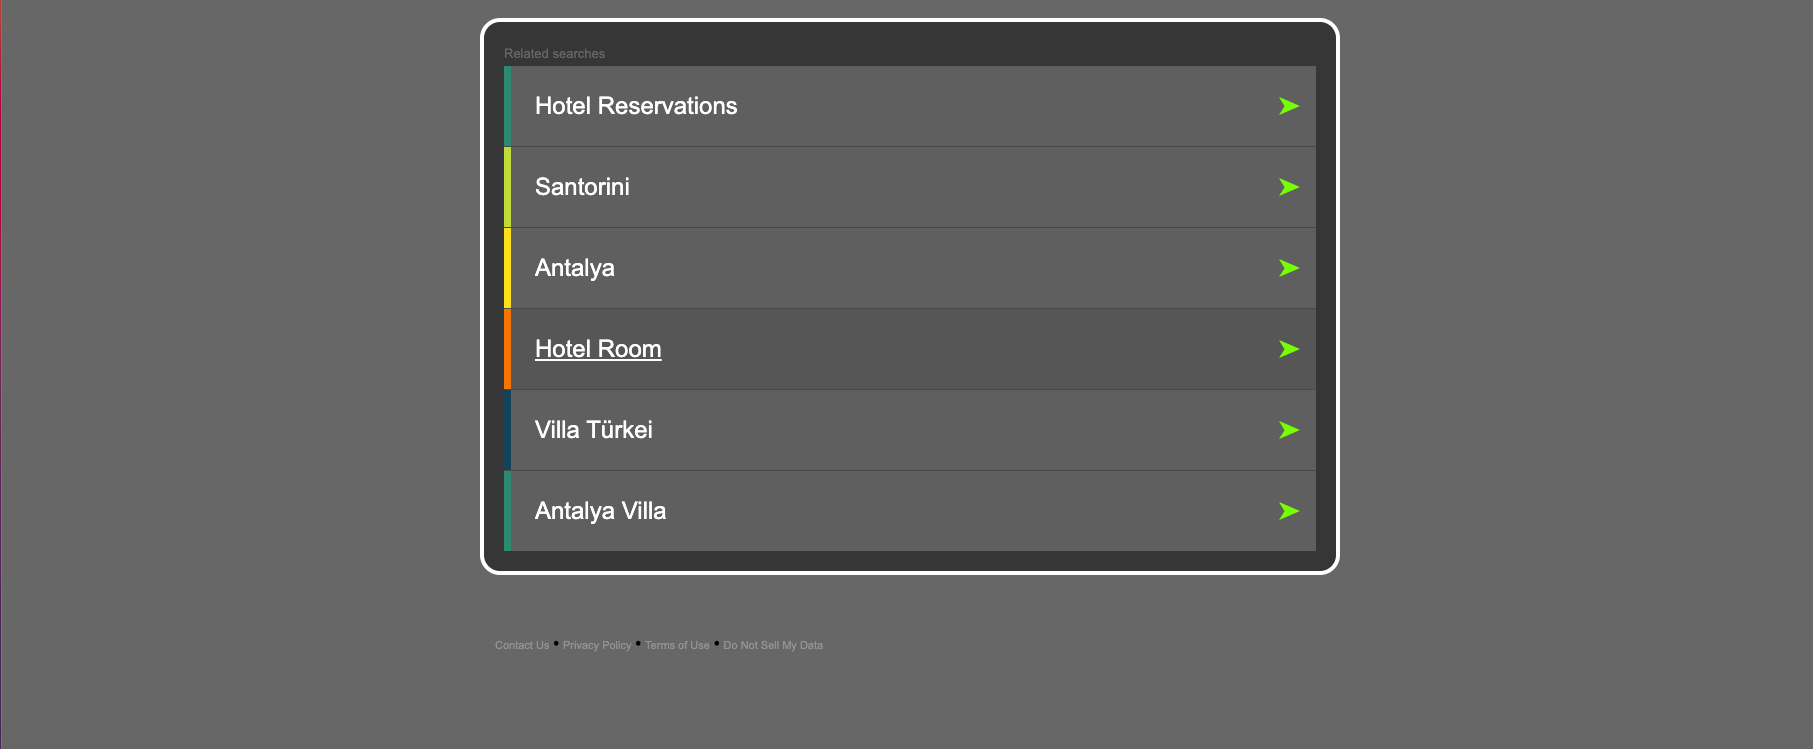 Related searches
Hotel Reservations
Santorini
Antalya
Hotel Room
Villa Türkei
Antalya Villa
Contact Us • Privacy Policy • Terms of Use • Do Not Sell My Data